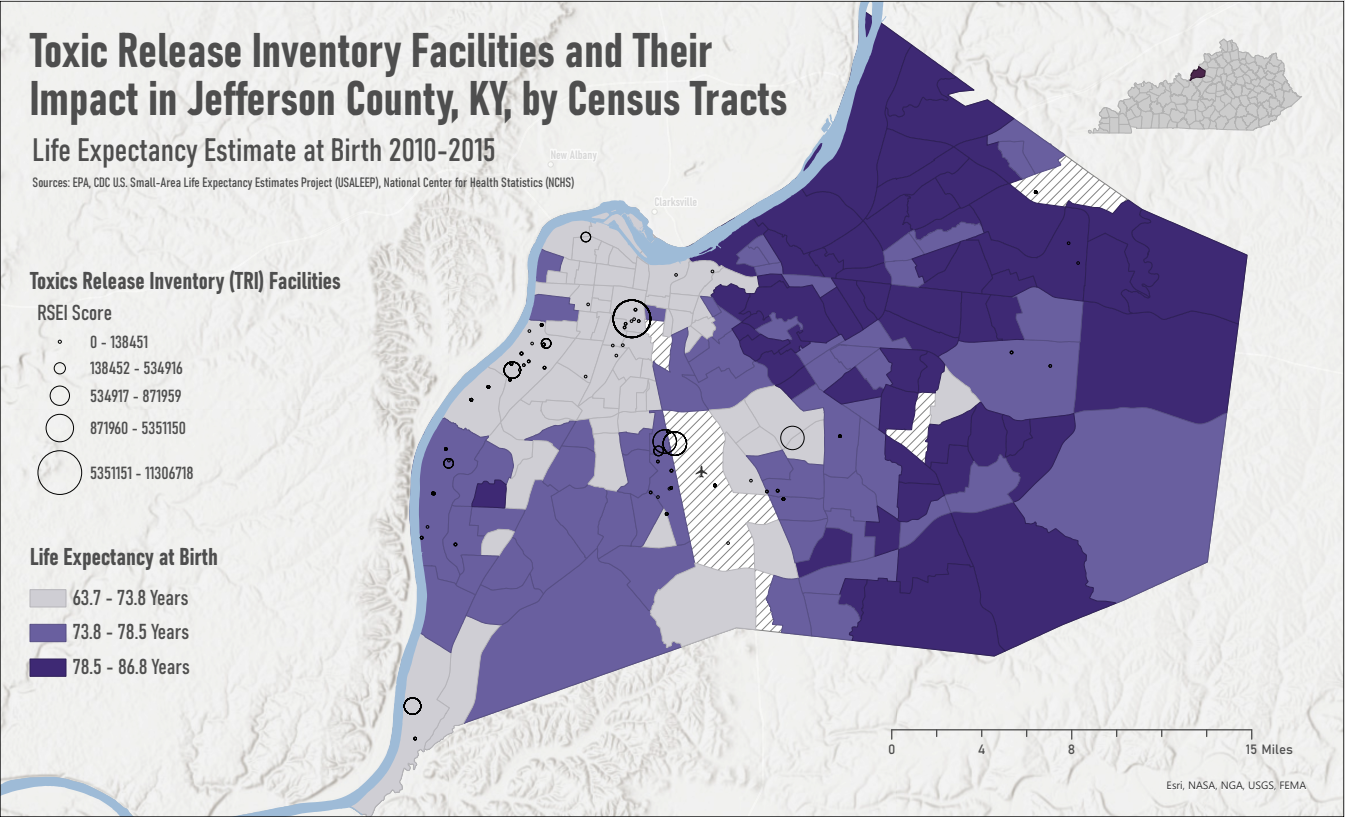 Toxic Release Inventory Facilities and Their
Impact in Jefferson County, KY, by Census Tracts
Life Expectancy Estimate at Birth 2010-2015
Sources: EPA, CDC U.S. Small-Area Life Expectancy Estimates Project (USALEEP), National Center for Health Statistics (NCHS)
New Albany
Clarksville
Toxics Release Inventory (TRI) Facilities
RSEI Score
0 - 138451
138452 - 534916
534917 - 871959
871960 - 5351150
5351151 - 11306718
Life Expectancy at Birth
63.7 - 73.8 Years
73.8 - 78.5 Years
78.5 - 86.8 Years
0 4 8 15 Miles
Esri, NASA, NGA, USGS, FEMA